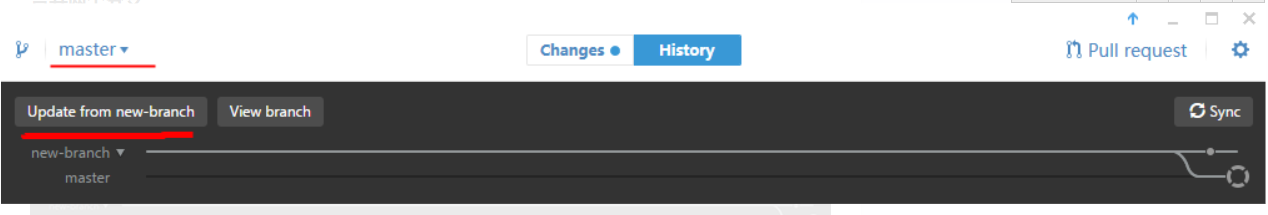 master
Changes
History
Pull request
Update from new-branch
View branch
Sync
new-branch
master